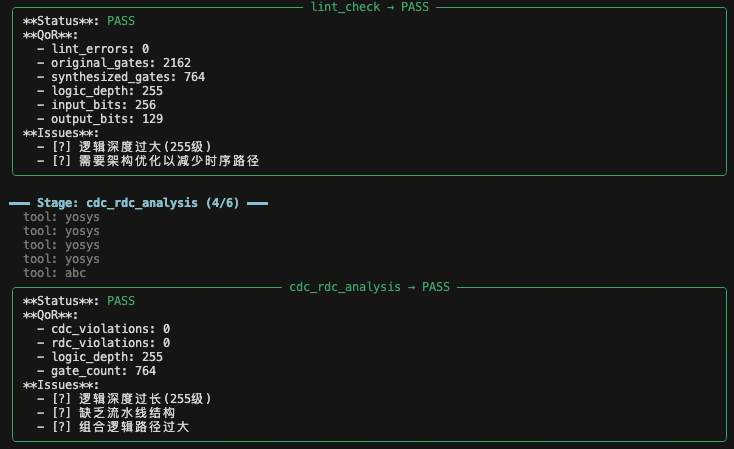 lint_check → PASS
**Status**: PASS
**QoR**:
- lint_errors: 0
- original_gates: 2162
- synthesized_gates: 764
- logic_depth: 255
- input_bits: 256
- output_bits: 129
**Issues**:
- [?] 逻辑深度过大(255级)
- [?] 需要架构优化以减少时序路径
━━━ Stage: cdc_rdc_analysis (4/6) ━━━
tool: yosys
tool: yosys
tool: yosys
tool: yosys
tool: abc
cdc_rdc_analysis → PASS
**Status**: PASS
**QoR**:
- cdc_violations: 0
- rdc_violations: 0
- logic_depth: 255
- gate_count: 764
**Issues**:
- [?] 逻辑深度过长(255级)
- [?] 缺乏流水线结构
- [?] 组合逻辑路径过大